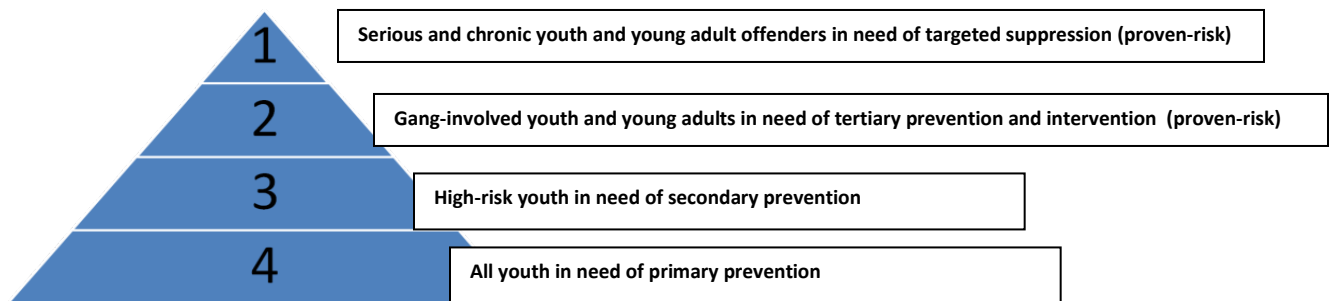 1
Serious and chronic youth and young adult offenders in need of targeted suppression (proven-risk)
2
Gang-involved youth and young adults in need of tertiary prevention and intervention  (proven-risk)
3
High-risk youth in need of secondary prevention
4
All youth in need of primary prevention